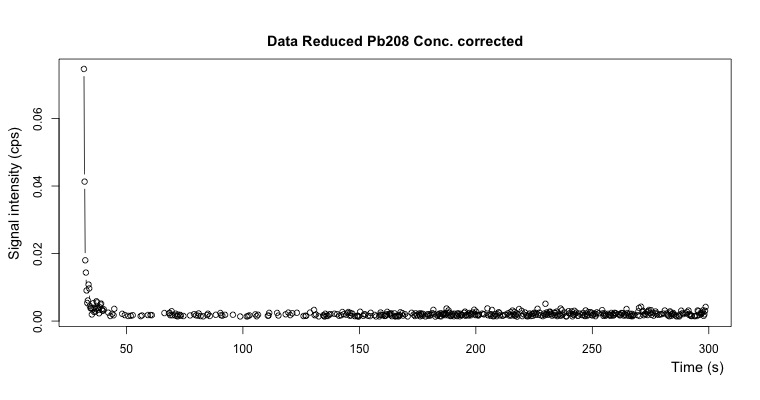 Data Reduced Pb208 Conc. corrected
Signal intensity (cps)
0.06
0.04
0.02
0.00
50 100 150 200 250 300
Time (s)